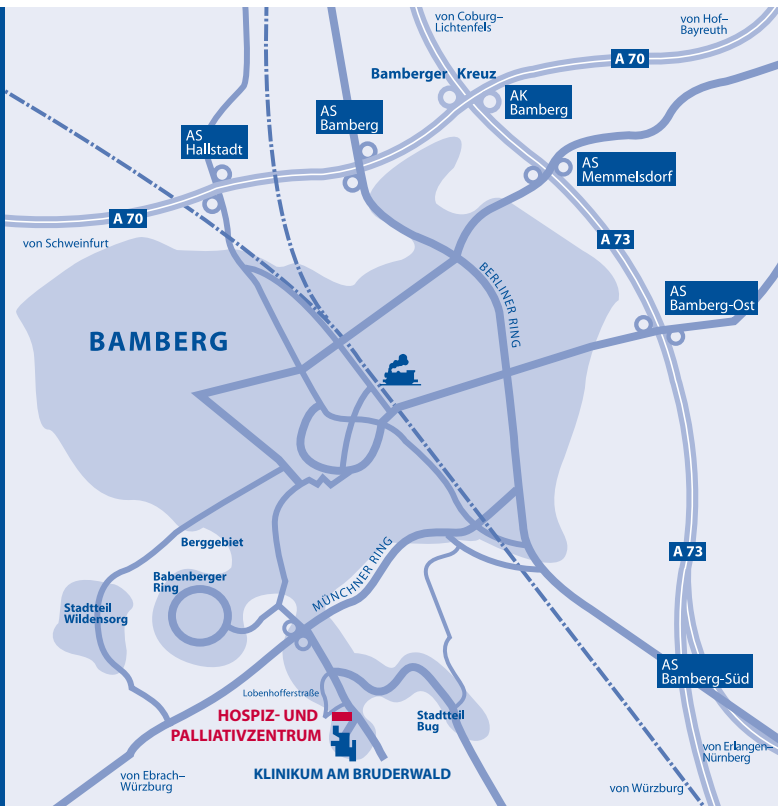 von Coburg–
Lichtenfels
von Hof–
Bayreuth
A 70
Bamberger Kreuz
AK
Bamberg
AS
Bamberg
AS
Hallstadt
AS
Memmelsdorf
A 70
von Schweinfurt
A 73
BERLINER RING
AS
Bamberg-Ost
BAMBERG
Berggebiet
A 73
MÜNCHNER RING
Babenberger
Ring
Stadtteil
Wildensorg
AS
Bamberg-Süd
Lobenhofferstraße
HOSPIZ- UND
PALLIATIVZENTRUM
Stadtteil
Bug
KLINIKUM AM BRUDERWALD
von Erlangen–
Nürnberg
von Ebrach–
Würzburg
von Würzburg